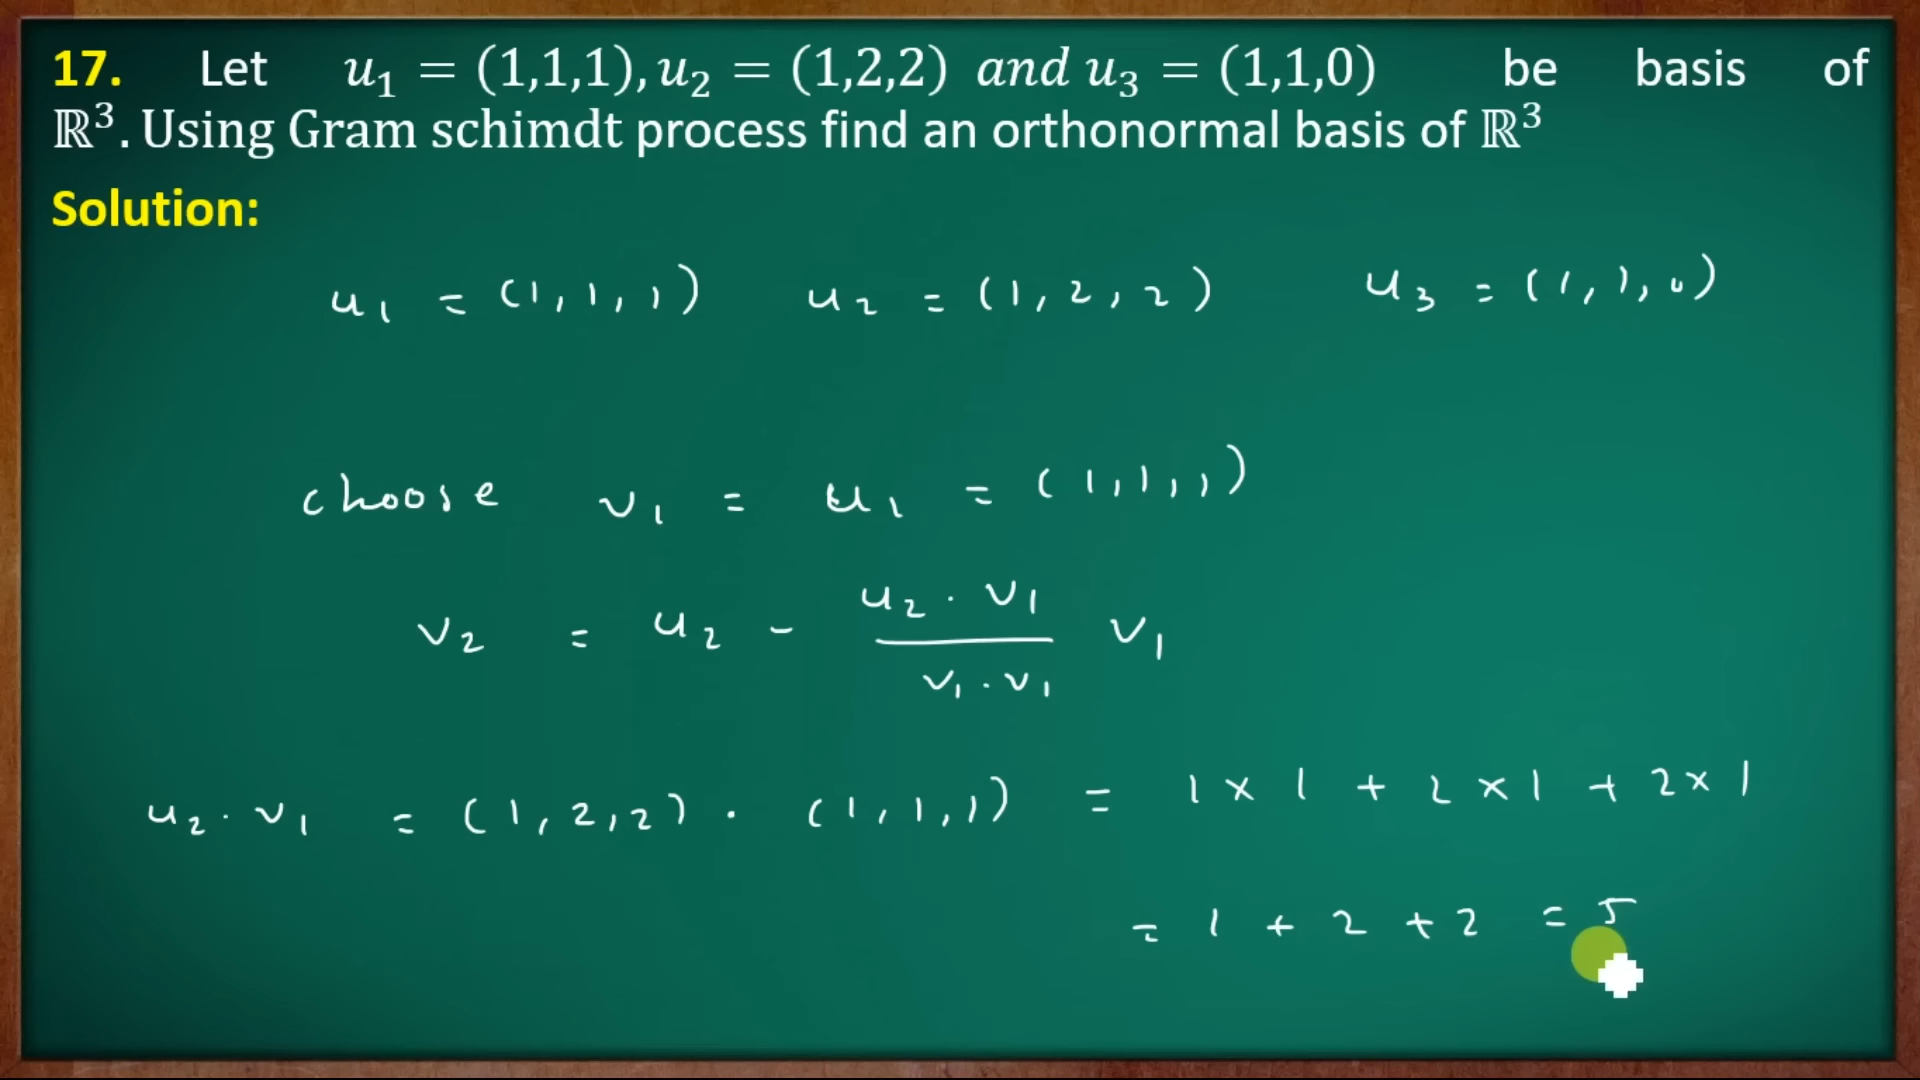 17. Let u₁ = (1,1,1), u₂ = (1,2,2) and u₃ = (1,1,0) be basis of
ℝ³. Using Gram schimdt process find an orthonormal basis of ℝ³
Solution:
u₁ = (1, 1, 1) u₂ = (1, 2, 2) u₃ = (1, 1, 0)
choose v₁ = u₁ = (1, 1, 1)
v₂ = u₂ - (u₂ · v₁)/(v₁ · v₁) v₁
u₂ · v₁ = (1, 2, 2) · (1, 1, 1) = 1 × 1 + 2 × 1 + 2 × 1
= 1 + 2 + 2 = 5